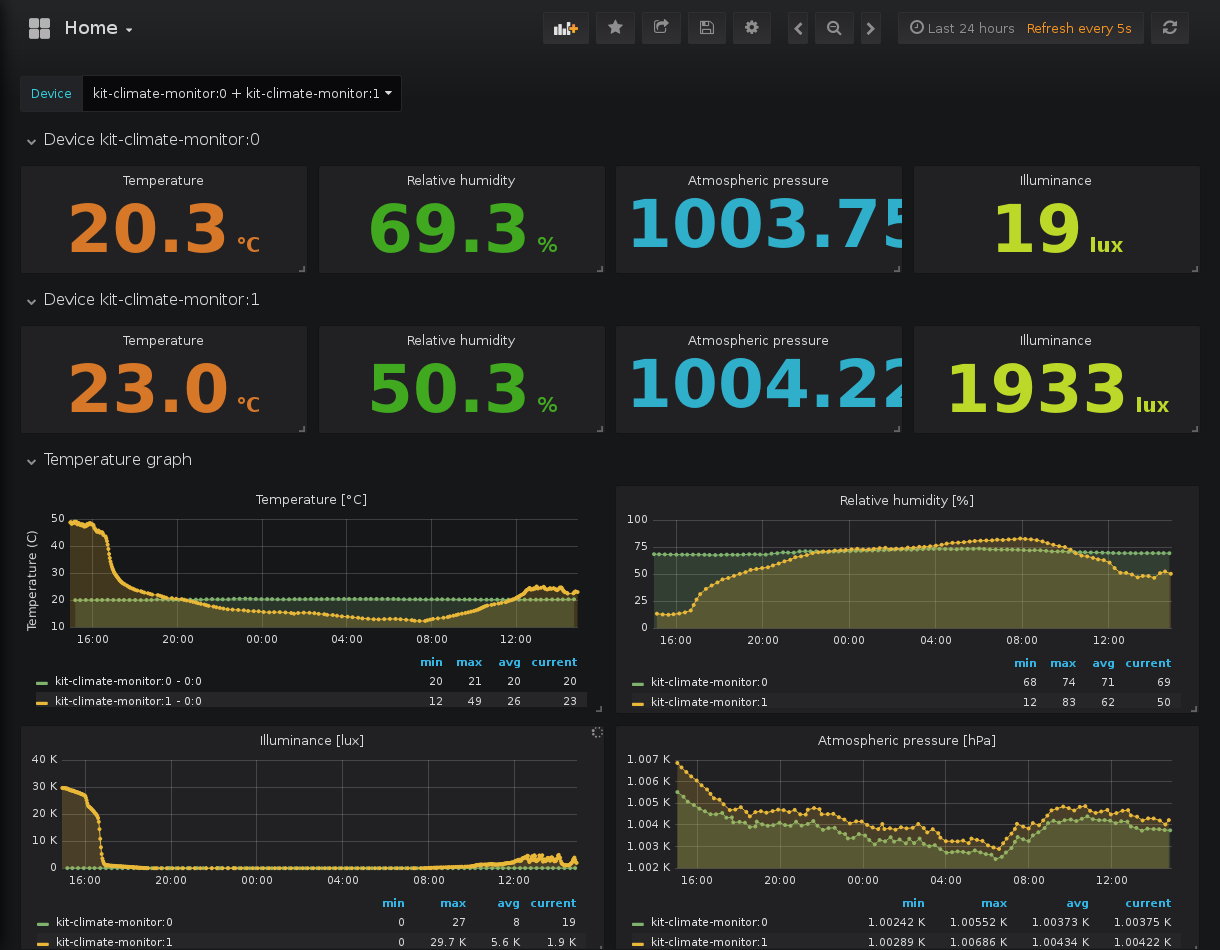 Home
Last 24 hours Refresh every 5s
Device kit-climate-monitor:0 + kit-climate-monitor:1
Device kit-climate-monitor:0
Temperature Relative humidity Atmospheric pressure Illuminance
20.3 °C 69.3 % 1003.75 19 lux
Device kit-climate-monitor:1
Temperature Relative humidity Atmospheric pressure Illuminance
23.0 °C 50.3 % 1004.22 1933 lux
Temperature graph
Temperature [°C]
Temperature (C)
50
40
30
20
10
16:00 20:00 00:00 04:00 08:00 12:00
min max avg current
kit-climate-monitor:0 - 0:0 20 21 20 20
kit-climate-monitor:1 - 0:0 12 49 26 23
Relative humidity [%]
100
75
50
25
0
16:00 20:00 00:00 04:00 08:00 12:00
min max avg current
kit-climate-monitor:0 68 74 71 69
kit-climate-monitor:1 12 83 62 50
Illuminance [lux]
40 K
30 K
20 K
10 K
0
16:00 20:00 00:00 04:00 08:00 12:00
min max avg current
kit-climate-monitor:0 0 27 8 19
kit-climate-monitor:1 0 29.7 K 5.6 K 1.9 K
Atmospheric pressure [hPa]
1.007 K
1.006 K
1.005 K
1.004 K
1.003 K
1.002 K
16:00 20:00 00:00 04:00 08:00 12:00
min max avg current
kit-climate-monitor:0 1.00242 K 1.00552 K 1.00373 K 1.00375 K
kit-climate-monitor:1 1.00289 K 1.00686 K 1.00434 K 1.00422 K